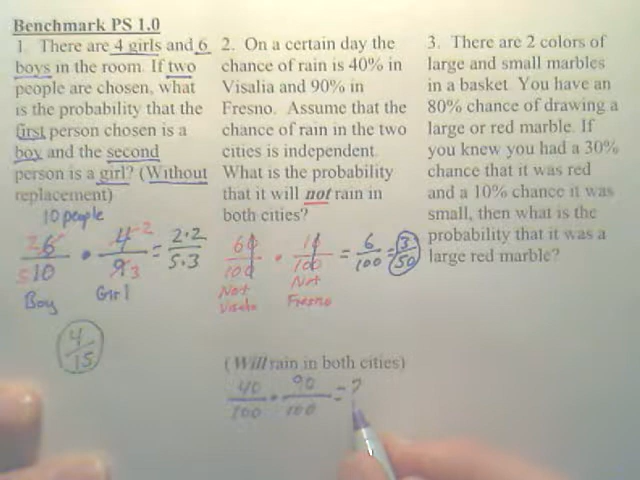 Benchmark PS 1.0
1. There are 4 girls and 6
boys in the room. If two
people are chosen, what
is the probability that the
first person chosen is a
boy and the second
person is a girl? (Without
replacement)
10 people
2 6 / 5 10 • 4 2 / 9 3 = 2·2 / 5·3
Boy Girl
4/15
2. On a certain day the
chance of rain is 40% in
Visalia and 90% in
Fresno. Assume that the
chance of rain in the two
cities is independent.
What is the probability
that it will not rain in
both cities?
60/100 · 10/100 = 6/100 = 3/50
Not Visalia Not Fresno
(Will rain in both cities)
40/100 • 90/100 = ?
3. There are 2 colors of
large and small marbles
in a basket. You have an
80% chance of drawing a
large or red marble. If
you knew you had a 30%
chance that it was red
and a 10% chance it was
small, then what is the
probability that it was a
large red marble?